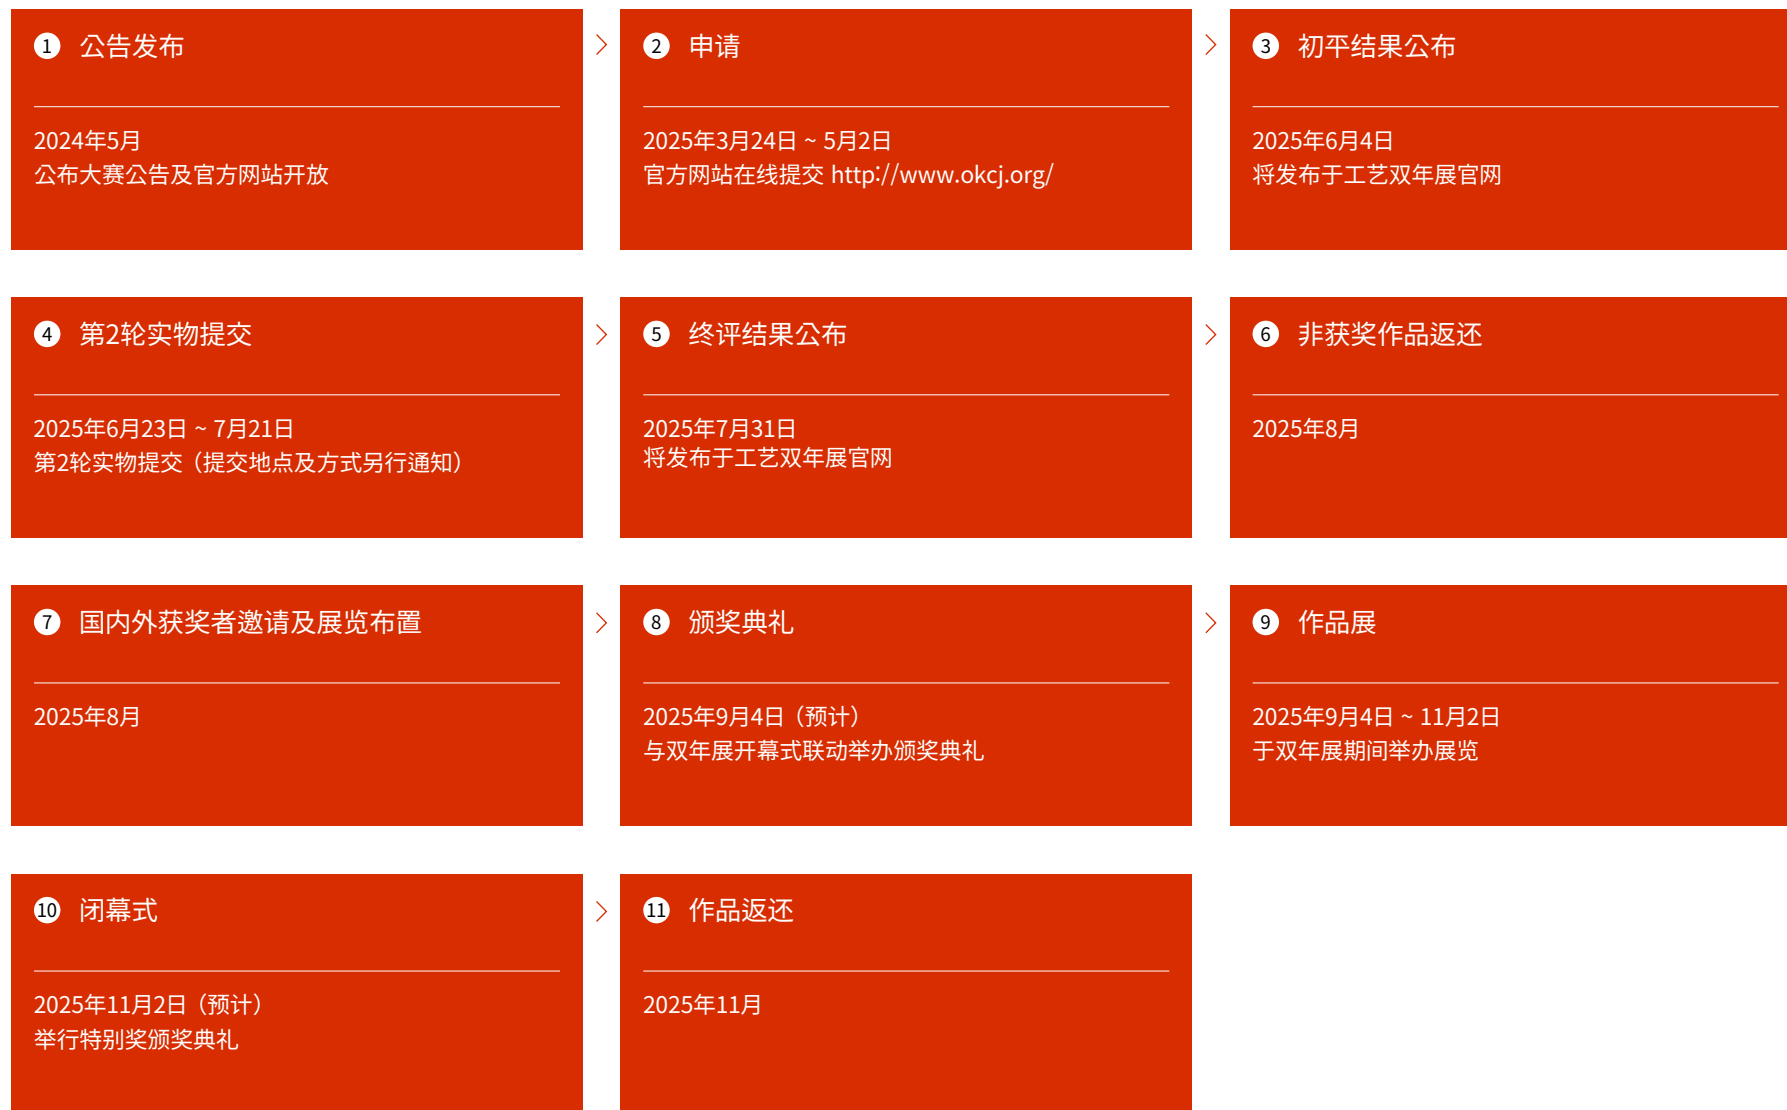 1 公告发布
2024年5月
公布大赛公告及官方网站开放
2 申请
2025年3月24日 ~ 5月2日
官方网站在线提交 http://www.okcj.org/
3 初平结果公布
2025年6月4日
将发布于工艺双年展官网
4 第2轮实物提交
2025年6月23日 ~ 7月21日
第2轮实物提交（提交地点及方式另行通知）
5 终评结果公布
2025年7月31日
将发布于工艺双年展官网
6 非获奖作品返还
2025年8月
7 国内外获奖者邀请及展览布置
2025年8月
8 颁奖典礼
2025年9月4日（预计）
与双年展开幕式联动举办颁奖典礼
9 作品展
2025年9月4日 ~ 11月2日
于双年展期间举办展览
10 闭幕式
2025年11月2日（预计）
举行特别奖颁奖典礼
11 作品返还
2025年11月